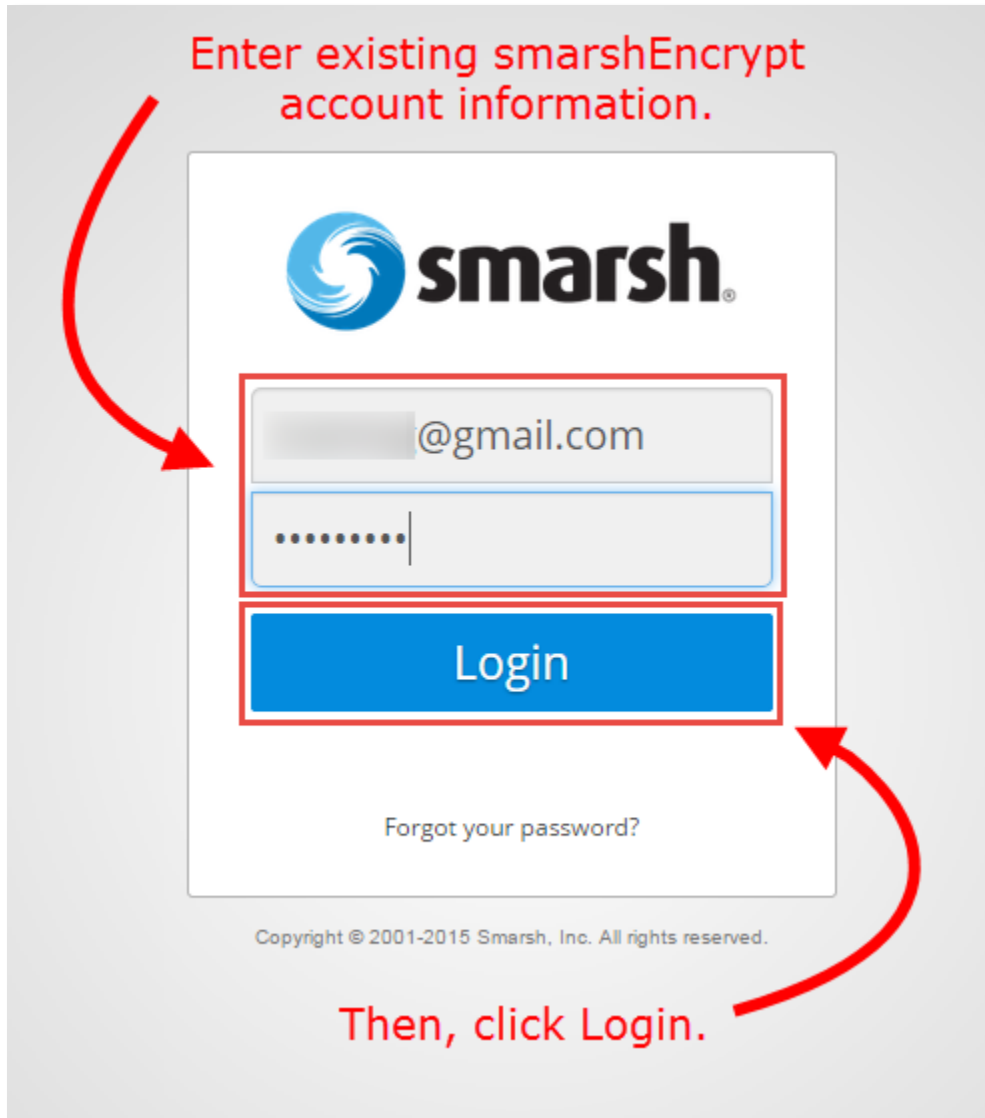 Enter existing smarshEncrypt
account information.
smarsh®
@gmail.com
•••••••••
Login
Forgot your password?
Copyright © 2001-2015 Smarsh, Inc. All rights reserved.
Then, click Login.